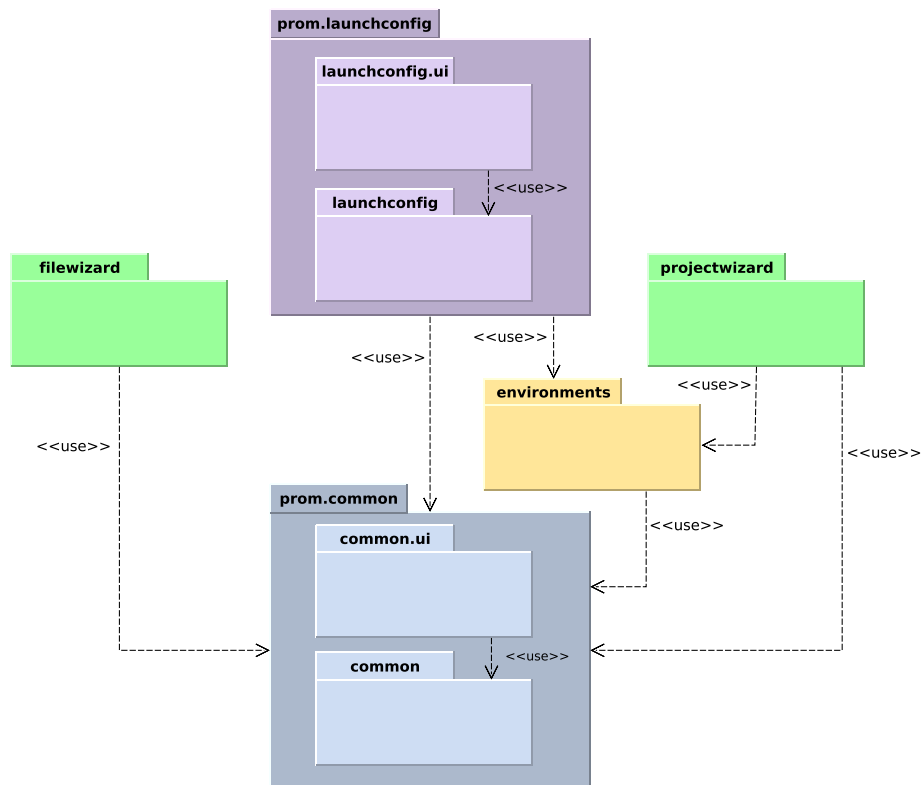 prom.launchconfig
launchconfig.ui
<<use>>
launchconfig
filewizard
projectwizard
<<use>>
<<use>>
<<use>>
environments
<<use>>
<<use>>
prom.common
<<use>>
common.ui
<<use>>
common